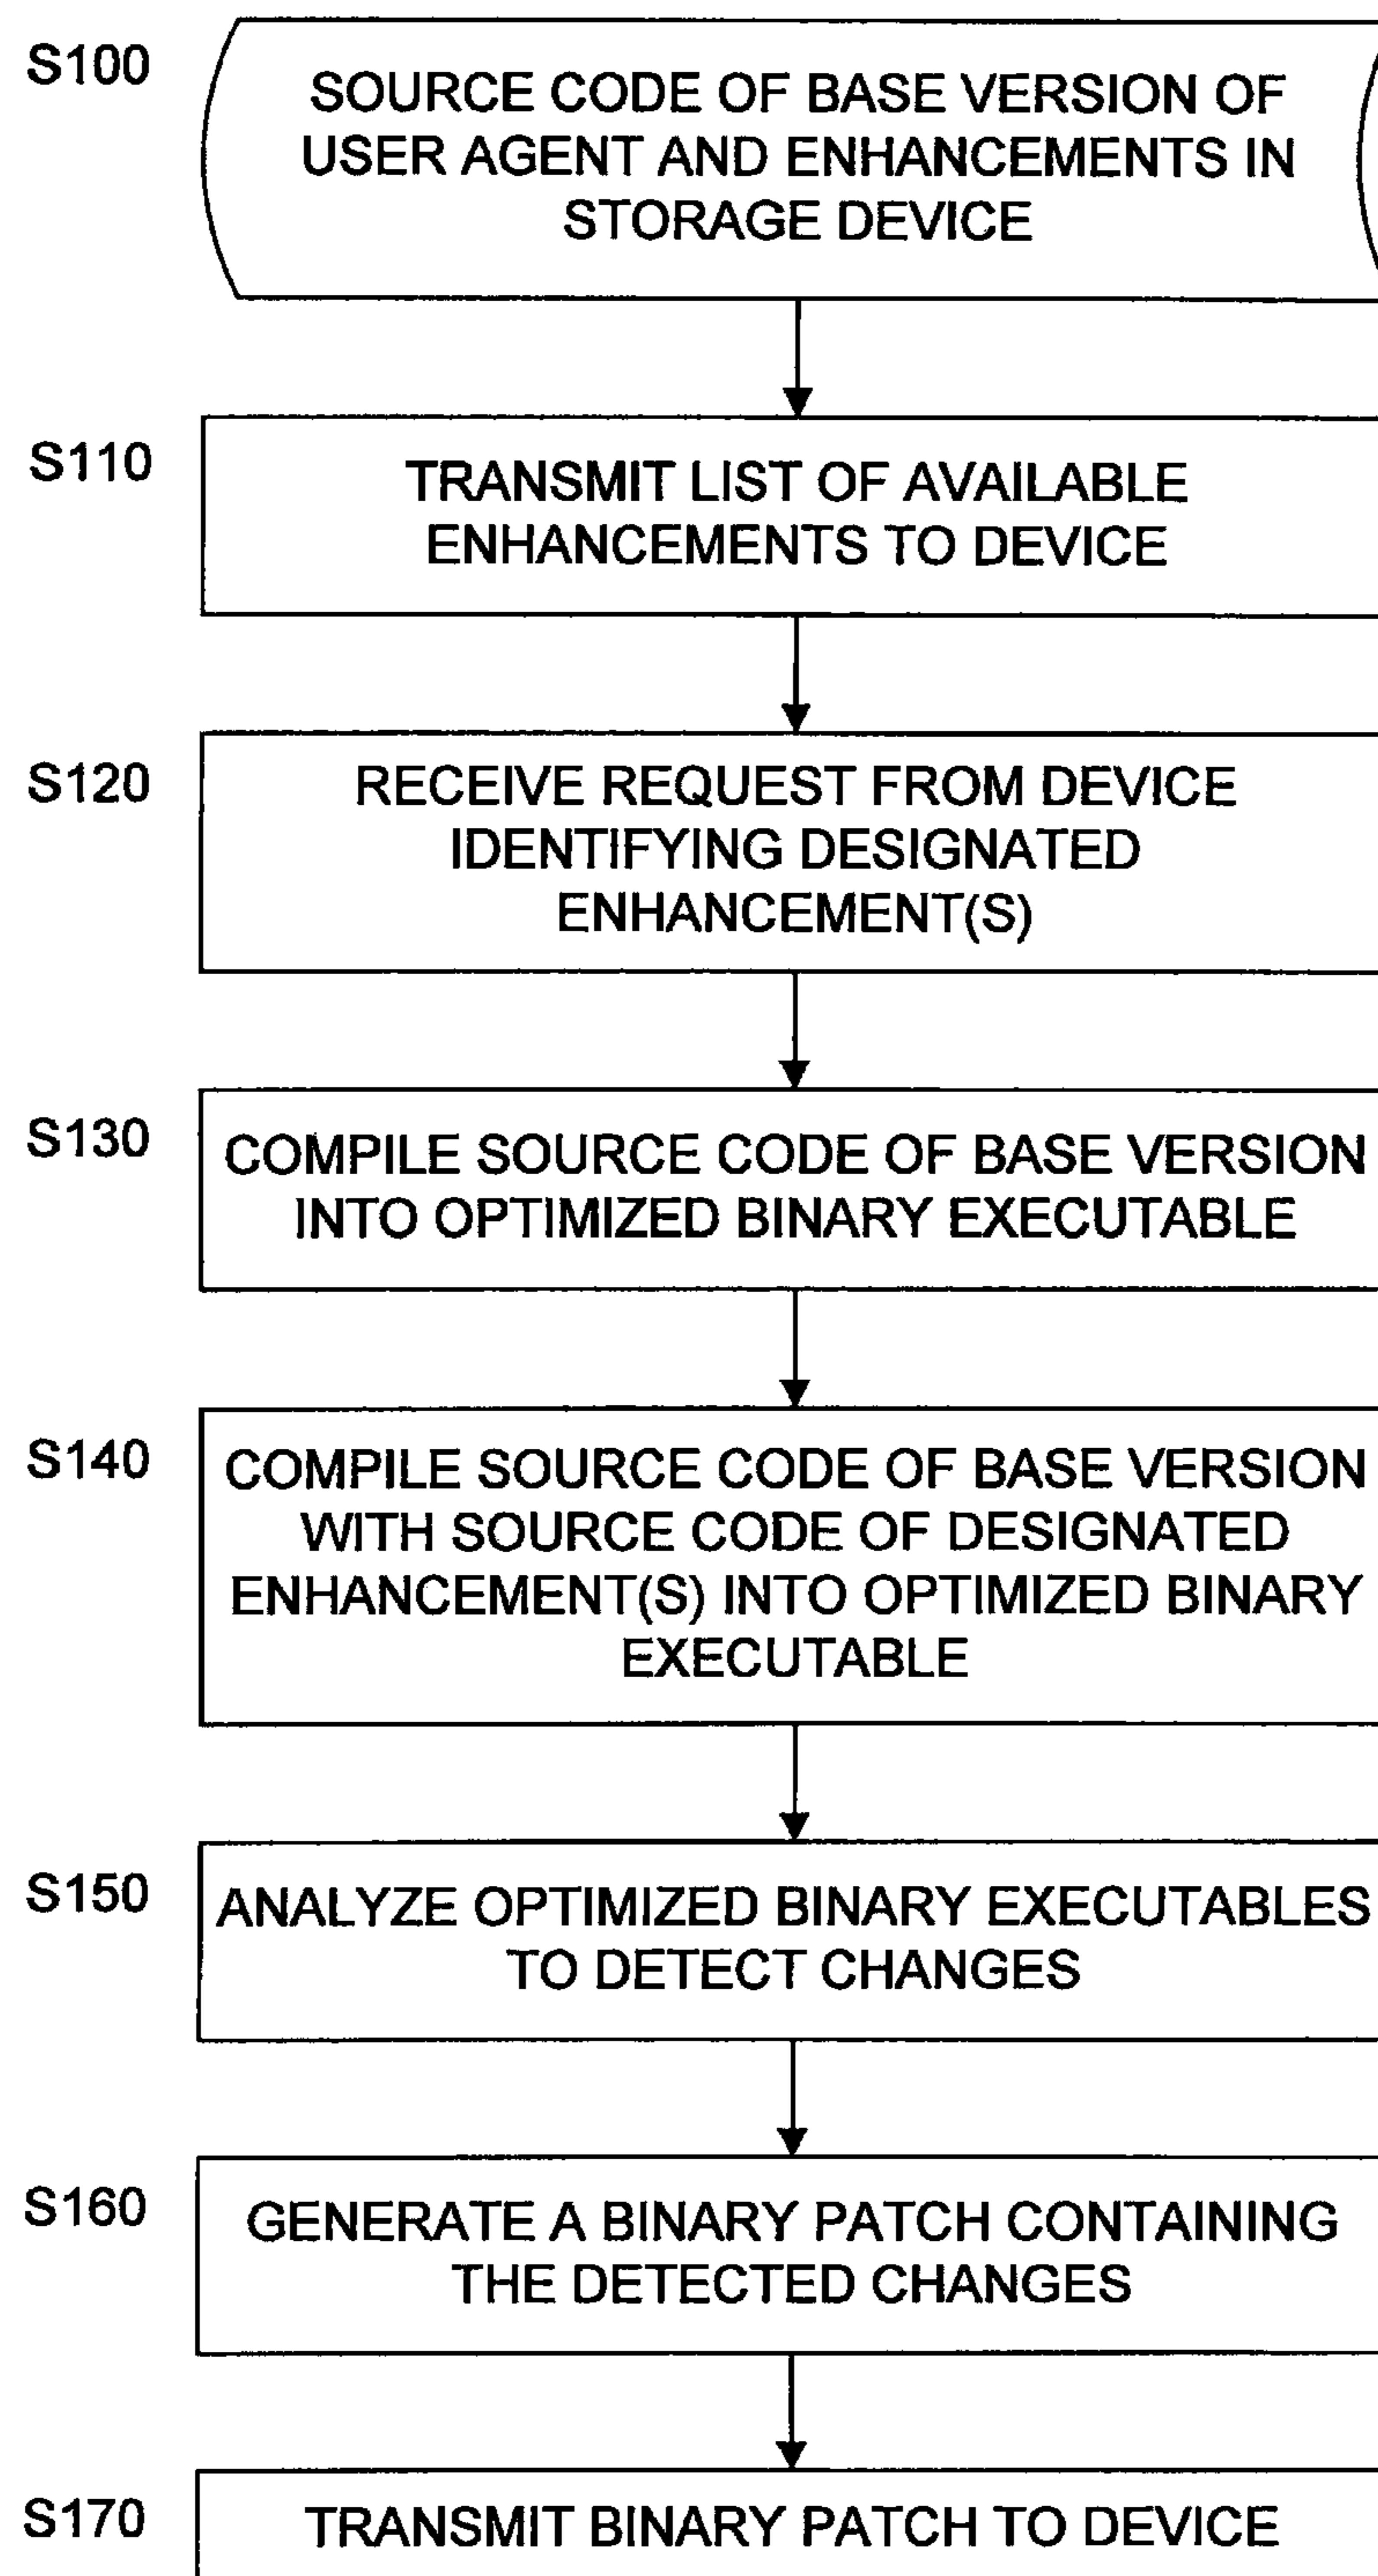 S100
SOURCE CODE OF BASE VERSION OF
USER AGENT AND ENHANCEMENTS IN
STORAGE DEVICE
S110
TRANSMIT LIST OF AVAILABLE
ENHANCEMENTS TO DEVICE
S120
RECEIVE REQUEST FROM DEVICE
IDENTIFYING DESIGNATED
ENHANCEMENT(S)
S130
COMPILE SOURCE CODE OF BASE VERSION
INTO OPTIMIZED BINARY EXECUTABLE
S140
COMPILE SOURCE CODE OF BASE VERSION
WITH SOURCE CODE OF DESIGNATED
ENHANCEMENT(S) INTO OPTIMIZED BINARY
EXECUTABLE
S150
ANALYZE OPTIMIZED BINARY EXECUTABLES
TO DETECT CHANGES
S160
GENERATE A BINARY PATCH CONTAINING
THE DETECTED CHANGES
S170
TRANSMIT BINARY PATCH TO DEVICE